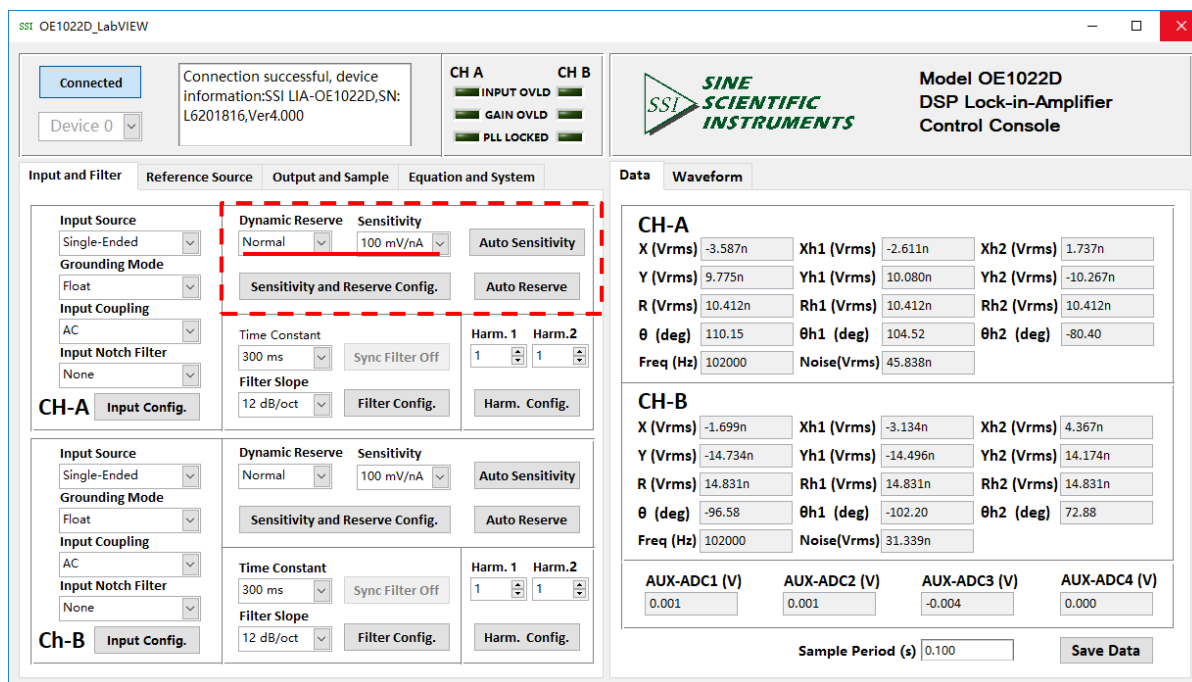 SSI OE1022D_LabVIEW
Connected
Device 0
Connection successful, device
information:SSI LIA-OE1022D,SN:
L6201816,Ver4.000
CH A CH B
INPUT OVLD
GAIN OVLD
PLL LOCKED
SSI
SINE
SCIENTIFIC
INSTRUMENTS
Model OE1022D
DSP Lock-in-Amplifier
Control Console
Input and Filter Reference Source Output and Sample Equation and System
Input Source
Single-Ended
Grounding Mode
Float
Input Coupling
AC
Input Notch Filter
None
CH-A Input Config.
Dynamic Reserve Sensitivity
Normal 100 mV/nA Auto Sensitivity
Sensitivity and Reserve Config. Auto Reserve
Time Constant
300 ms Sync Filter Off
Filter Slope
12 dB/oct Filter Config.
Harm. 1 Harm.2
1 1
Harm. Config.
Input Source
Single-Ended
Grounding Mode
Float
Input Coupling
AC
Input Notch Filter
None
Ch-B Input Config.
Dynamic Reserve Sensitivity
Normal 100 mV/nA Auto Sensitivity
Sensitivity and Reserve Config. Auto Reserve
Time Constant
300 ms Sync Filter Off
Filter Slope
12 dB/oct Filter Config.
Harm. 1 Harm.2
1 1
Harm. Config.
Data Waveform
CH-A
X (Vrms) -3.587n Xh1 (Vrms) -2.611n Xh2 (Vrms) 1.737n
Y (Vrms) 9.775n Yh1 (Vrms) 10.080n Yh2 (Vrms) -10.267n
R (Vrms) 10.412n Rh1 (Vrms) 10.412n Rh2 (Vrms) 10.412n
θ (deg) 110.15 θh1 (deg) 104.52 θh2 (deg) -80.40
Freq (Hz) 102000 Noise(Vrms) 45.838n
CH-B
X (Vrms) -1.699n Xh1 (Vrms) -3.134n Xh2 (Vrms) 4.367n
Y (Vrms) -14.734n Yh1 (Vrms) -14.496n Yh2 (Vrms) 14.174n
R (Vrms) 14.831n Rh1 (Vrms) 14.831n Rh2 (Vrms) 14.831n
θ (deg) -96.58 θh1 (deg) -102.20 θh2 (deg) 72.88
Freq (Hz) 102000 Noise(Vrms) 31.339n
AUX-ADC1 (V) AUX-ADC2 (V) AUX-ADC3 (V) AUX-ADC4 (V)
0.001 0.001 -0.004 0.000
Sample Period (s) 0.100 Save Data